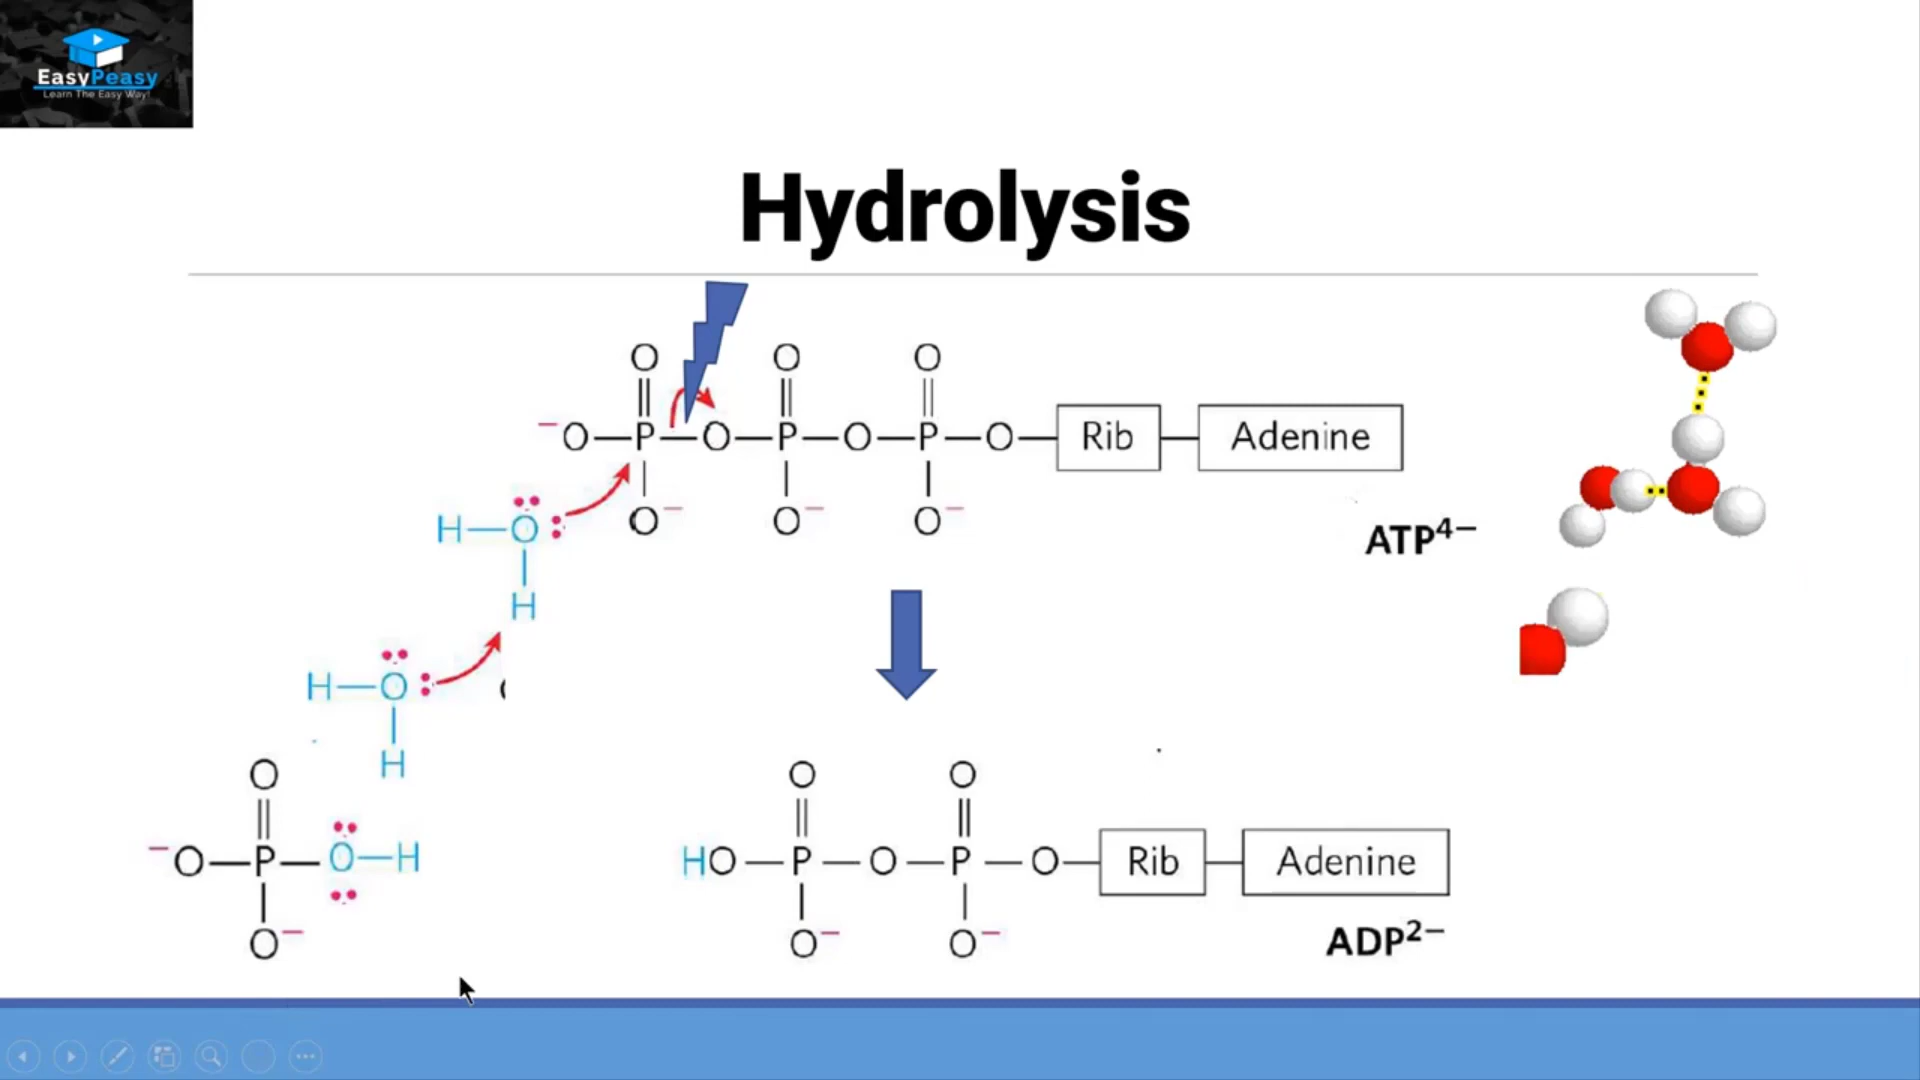 EasyPeasy
Learn The Easy Way!
Hydrolysis
O O O
⁻O—P—O—P—O—P—O—Rib—Adenine
O⁻ O⁻ O⁻
ATP⁴⁻
H—O
H
H—O
H
O
⁻O—P—O—H
O⁻
O O
HO—P—O—P—O—Rib—Adenine
O⁻ O⁻
ADP²⁻